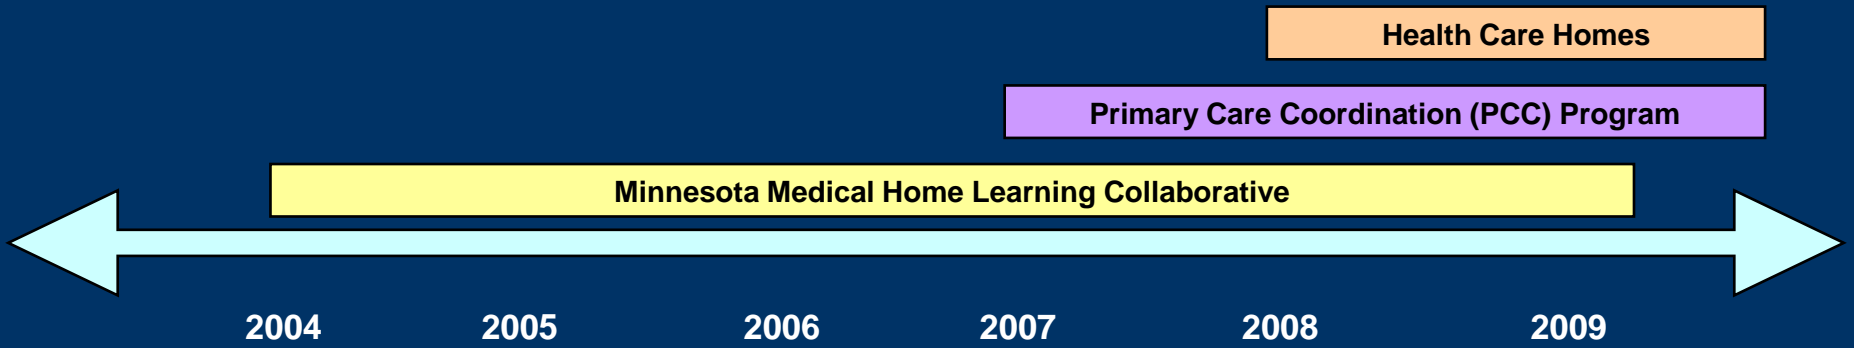 Health Care Homes
Primary Care Coordination (PCC) Program
Minnesota Medical Home Learning Collaborative
2004 2005 2006 2007 2008 2009